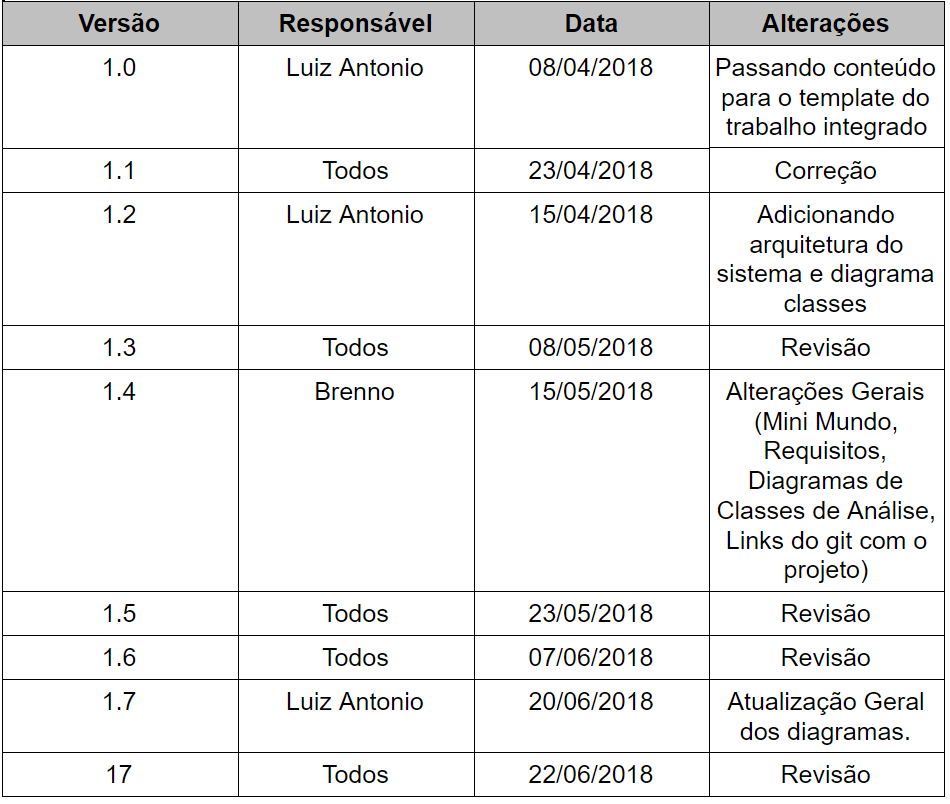 Versão Responsável Data Alterações
1.0 Luiz Antonio 08/04/2018 Passando conteúdo
para o template do
trabalho integrado
1.1 Todos 23/04/2018 Correção
1.2 Luiz Antonio 15/04/2018 Adicionando
arquitetura do
sistema e diagrama
classes
1.3 Todos 08/05/2018 Revisão
1.4 Brenno 15/05/2018 Alterações Gerais
(Mini Mundo,
Requisitos,
Diagramas de
Classes de Análise,
Links do git com o
projeto)
1.5 Todos 23/05/2018 Revisão
1.6 Todos 07/06/2018 Revisão
1.7 Luiz Antonio 20/06/2018 Atualização Geral
dos diagramas.
17 Todos 22/06/2018 Revisão